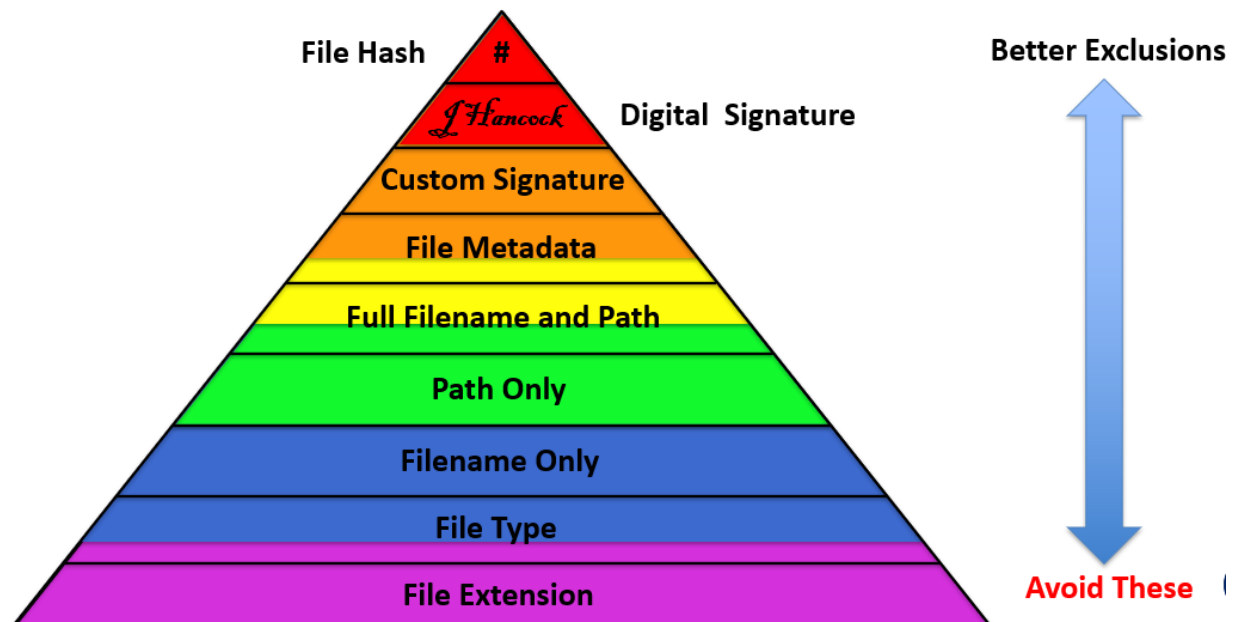 File Hash
#
Better Exclusions
J Hancock
Digital Signature
Custom Signature
File Metadata
Full Filename and Path
Path Only
Filename Only
File Type
Avoid These
File Extension